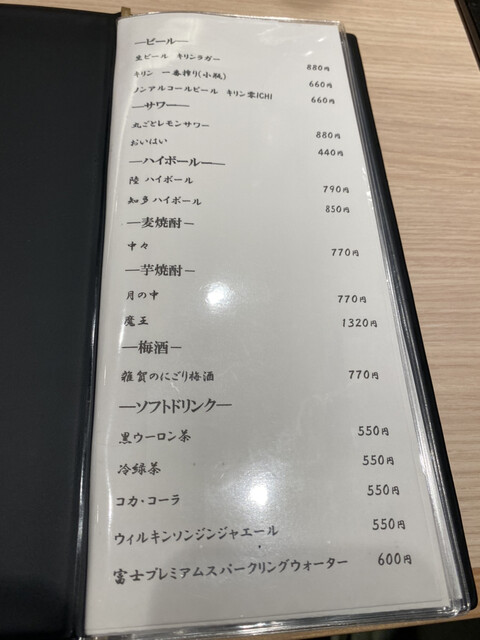 ―ビール―
生ビール キリンラガー 880円
キリン 一番搾り(小瓶) 660円
ノンアルコールビール キリン零ICHI 660円
―サワー―
丸ごとレモンサワー 880円
おいはい 440円
―ハイボール―
陸 ハイボール 790円
知多ハイボール 850円
―麦焼酎―
中々 770円
―芋焼酎―
月の中 770円
魔王 1320円
―梅酒―
雑賀のにごり梅酒 770円
―ソフトドリンク―
黒ウーロン茶 550円
冷緑茶 550円
コカ・コーラ 550円
ウィルキンソンジンジャエール 550円
富士プレミアムスパークリングウォーター 600円